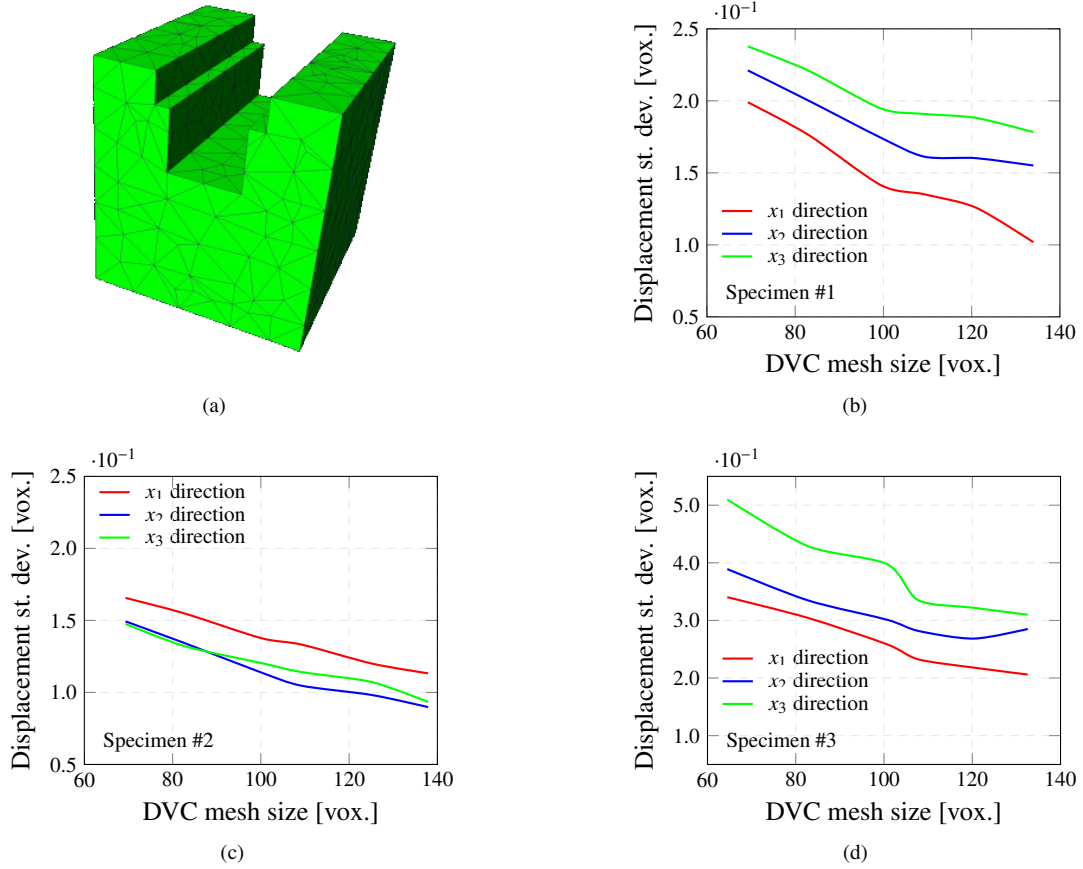 (a)
·10⁻¹
Displacement st. dev. [vox.]
2.5
2.0
1.5
1.0
0.5
x₁ direction
x₂ direction
x₃ direction
Specimen #1
60 80 100 120 140
DVC mesh size [vox.]
(b)
·10⁻¹
Displacement st. dev. [vox.]
2.5
2.0
1.5
1.0
0.5
x₁ direction
x₂ direction
x₃ direction
Specimen #2
60 80 100 120 140
DVC mesh size [vox.]
(c)
·10⁻¹
Displacement st. dev. [vox.]
5.0
4.0
3.0
2.0
1.0
x₁ direction
x₂ direction
x₃ direction
Specimen #3
60 80 100 120 140
DVC mesh size [vox.]
(d)